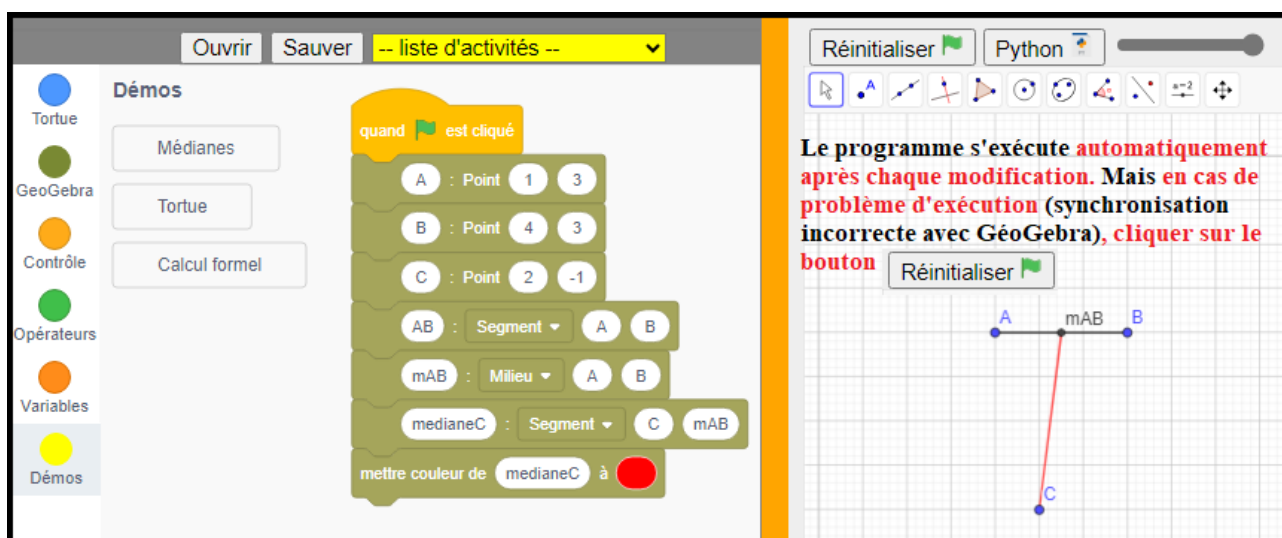 Ouvrir Sauver -- liste d'activités --
Tortue
GeoGebra
Contrôle
Opérateurs
Variables
Démos
Démos
Médianes
Tortue
Calcul formel
quand est cliqué
A : Point 1 3
B : Point 4 3
C : Point 2 -1
AB : Segment A B
mAB : Milieu A B
medianeC : Segment C mAB
mettre couleur de medianeC à
Réinitialiser Python
A
a=2
Le programme s'exécute automatiquement
après chaque modification. Mais en cas de
problème d'exécution (synchronisation
incorrecte avec GéoGebra), cliquer sur le
bouton Réinitialiser
A mAB B
C